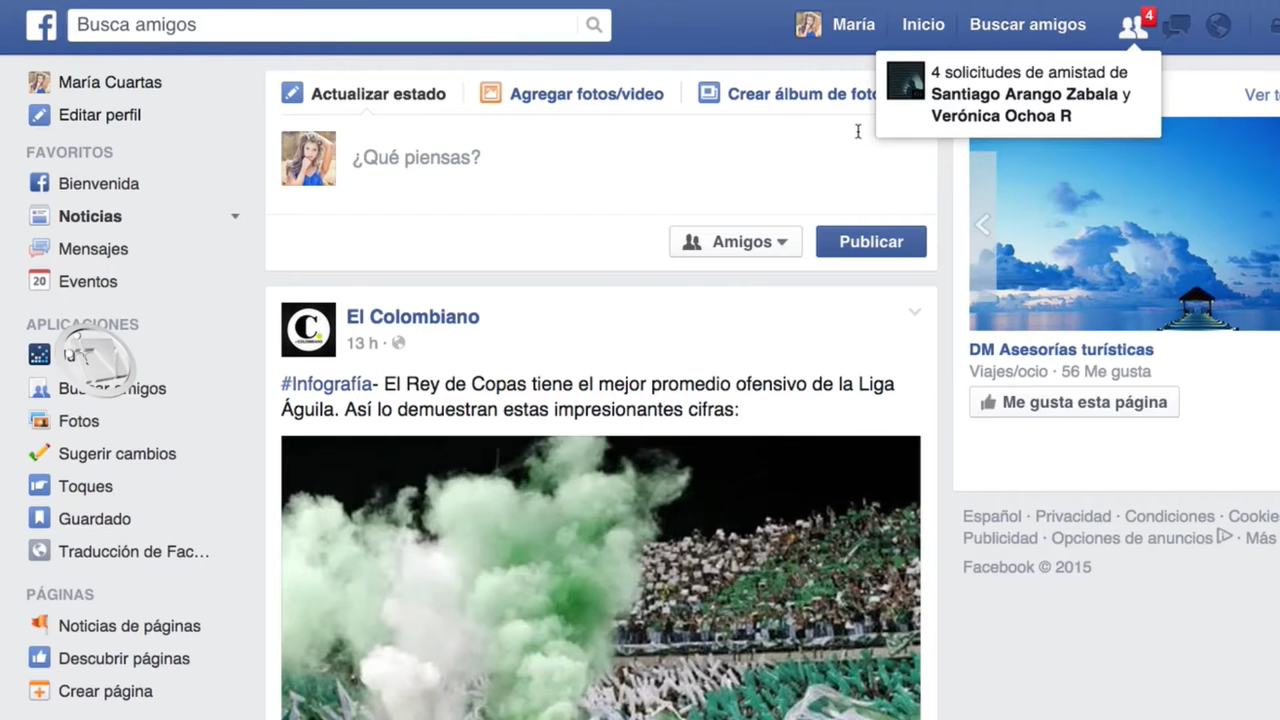 Busca amigos
María
Inicio
Buscar amigos
4
4 solicitudes de amistad de
Santiago Arango Zabala y
Verónica Ochoa R
María Cuartas
Editar perfil
FAVORITOS
Bienvenida
Noticias
Mensajes
20
Eventos
APLICACIONES
Fotos
Sugerir cambios
Toques
Guardado
Traducción de Fac...
PÁGINAS
Noticias de páginas
Descubrir páginas
Crear página
Actualizar estado
Agregar fotos/video
Crear álbum de
¿Qué piensas?
Amigos
Publicar
El Colombiano
13 h ·
#Infografía- El Rey de Copas tiene el mejor promedio ofensivo de la Liga
Águila. Así lo demuestran estas impresionantes cifras:
Ver
DM Asesorías turísticas
Viajes/ocio · 56 Me gusta
Me gusta esta página
Español · Privacidad · Condiciones · Cookie
Publicidad · Opciones de anuncios · Más
Facebook © 2015